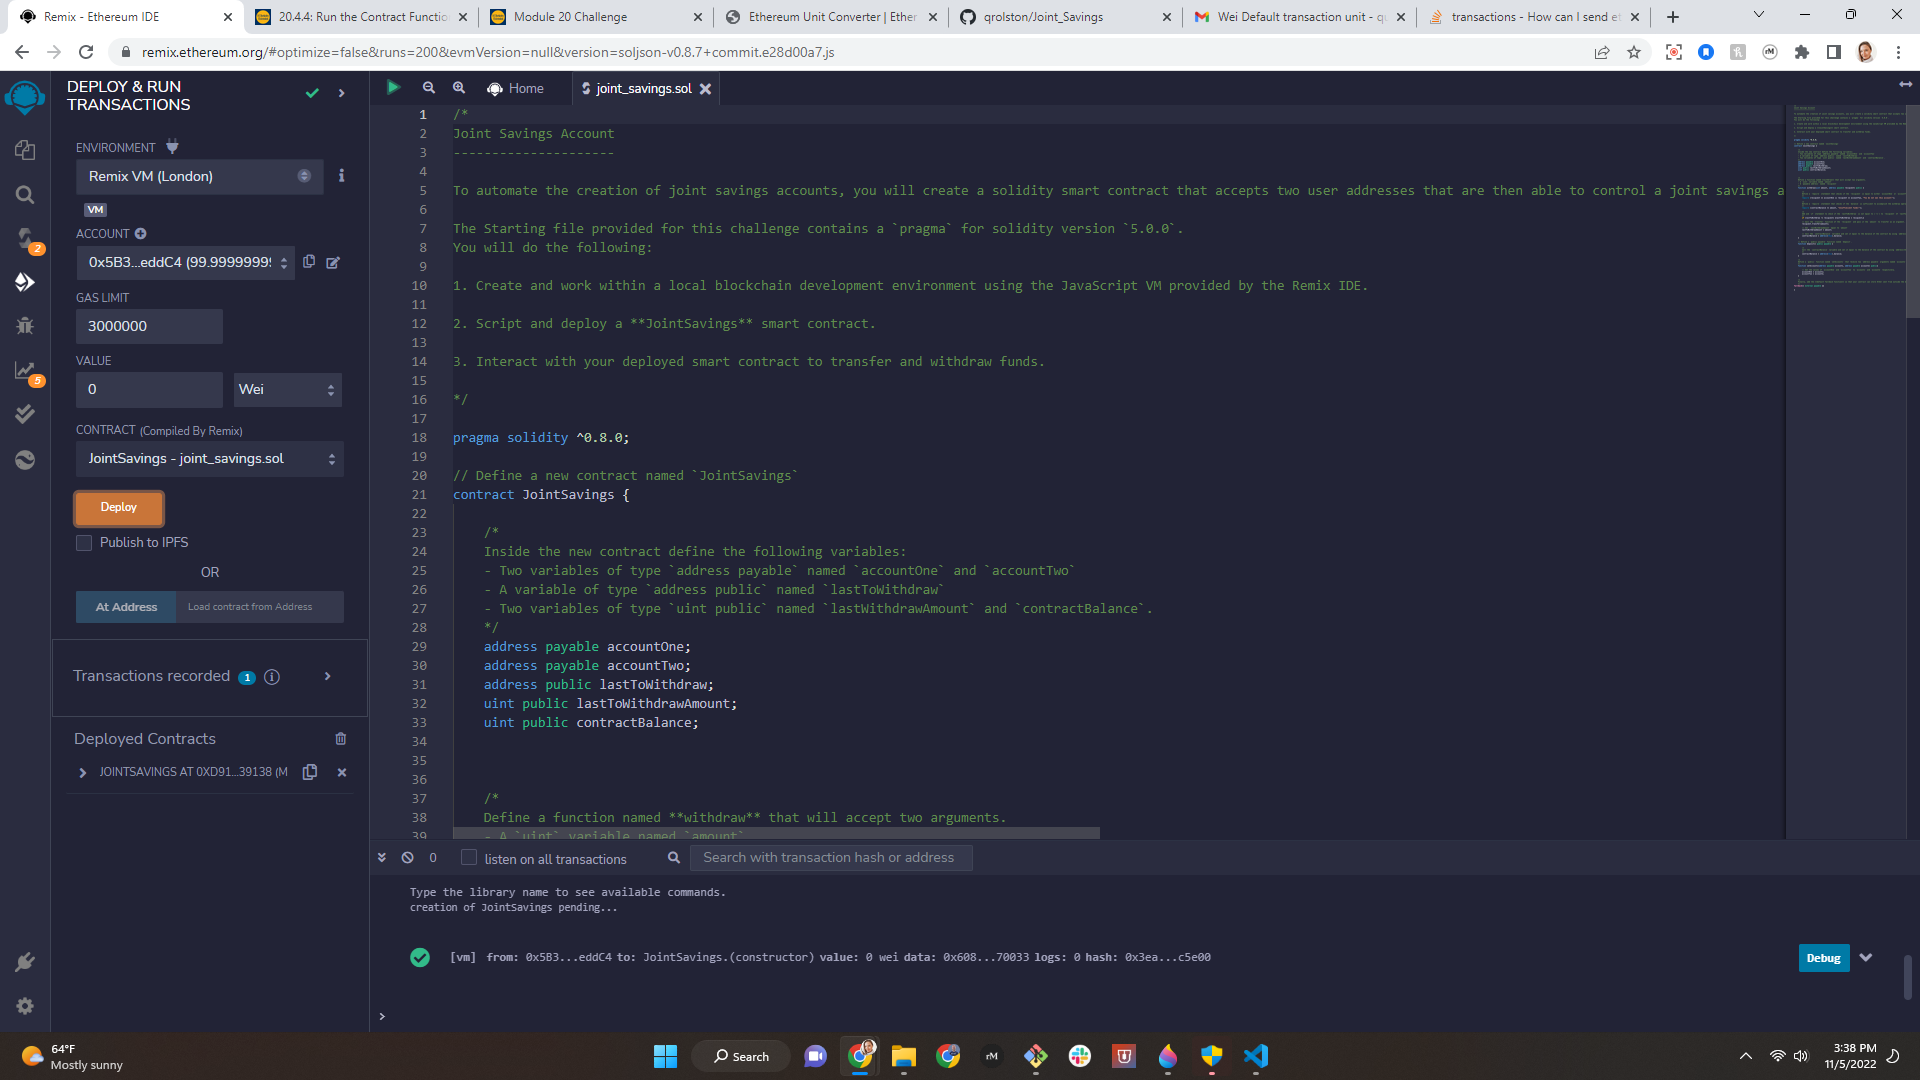 Remix - Ethereum IDE
20.4.4: Run the Contract Functio
Module 20 Challenge
Ethereum Unit Converter | Ether
qrolston/Joint_Savings
Wei Default transaction unit - q
transactions - How can I send et
remix.ethereum.org/#optimize=false&runs=200&evmVersion=null&version=soljson-v0.8.7+commit.e28d00a7.js
DEPLOY & RUN
TRANSACTIONS
ENVIRONMENT
Remix VM (London)
VM
ACCOUNT
0x5B3...eddC4 (99.99999999
GAS LIMIT
3000000
VALUE
0
Wei
CONTRACT (Compiled By Remix)
JointSavings - joint_savings.sol
Deploy
Publish to IPFS
OR
At Address
Load contract from Address
Transactions recorded 1
Deployed Contracts
JOINTSAVINGS AT 0XD91...39138 (M
2
5
Home
joint_savings.sol
1 /*
2 Joint Savings Account
3 ---------------------
4
5 To automate the creation of joint savings accounts, you will create a solidity smart contract that accepts two user addresses that are then able to control a joint savings a
6
7 The Starting file provided for this challenge contains a `pragma` for solidity version `5.0.0`.
8 You will do the following:
9
10 1. Create and work within a local blockchain development environment using the JavaScript VM provided by the Remix IDE.
11
12 2. Script and deploy a **JointSavings** smart contract.
13
14 3. Interact with your deployed smart contract to transfer and withdraw funds.
15
16 */
17
18 pragma solidity ^0.8.0;
19
20 // Define a new contract named `JointSavings`
21 contract JointSavings {
22
23 /*
24 Inside the new contract define the following variables:
25 - Two variables of type `address payable` named `accountOne` and `accountTwo`
26 - A variable of type `address public` named `lastToWithdraw`
27 - Two variables of type `uint public` named `lastWithdrawAmount` and `contractBalance`.
28 */
29 address payable accountOne;
30 address payable accountTwo;
31 address public lastToWithdraw;
32 uint public lastToWithdrawAmount;
33 uint public contractBalance;
34
35
36
37 /*
38 Define a function named **withdraw** that will accept two arguments.
39 - A `uint` variable named `amount`
0
listen on all transactions
Search with transaction hash or address
Type the library name to see available commands.
creation of JointSavings pending...
[vm] from: 0x5B3...eddC4 to: JointSavings.(constructor) value: 0 wei data: 0x608...70033 logs: 0 hash: 0x3ea...c5e00
Debug
>
64°F
Mostly sunny
Search
rM
3:38 PM
11/5/2022